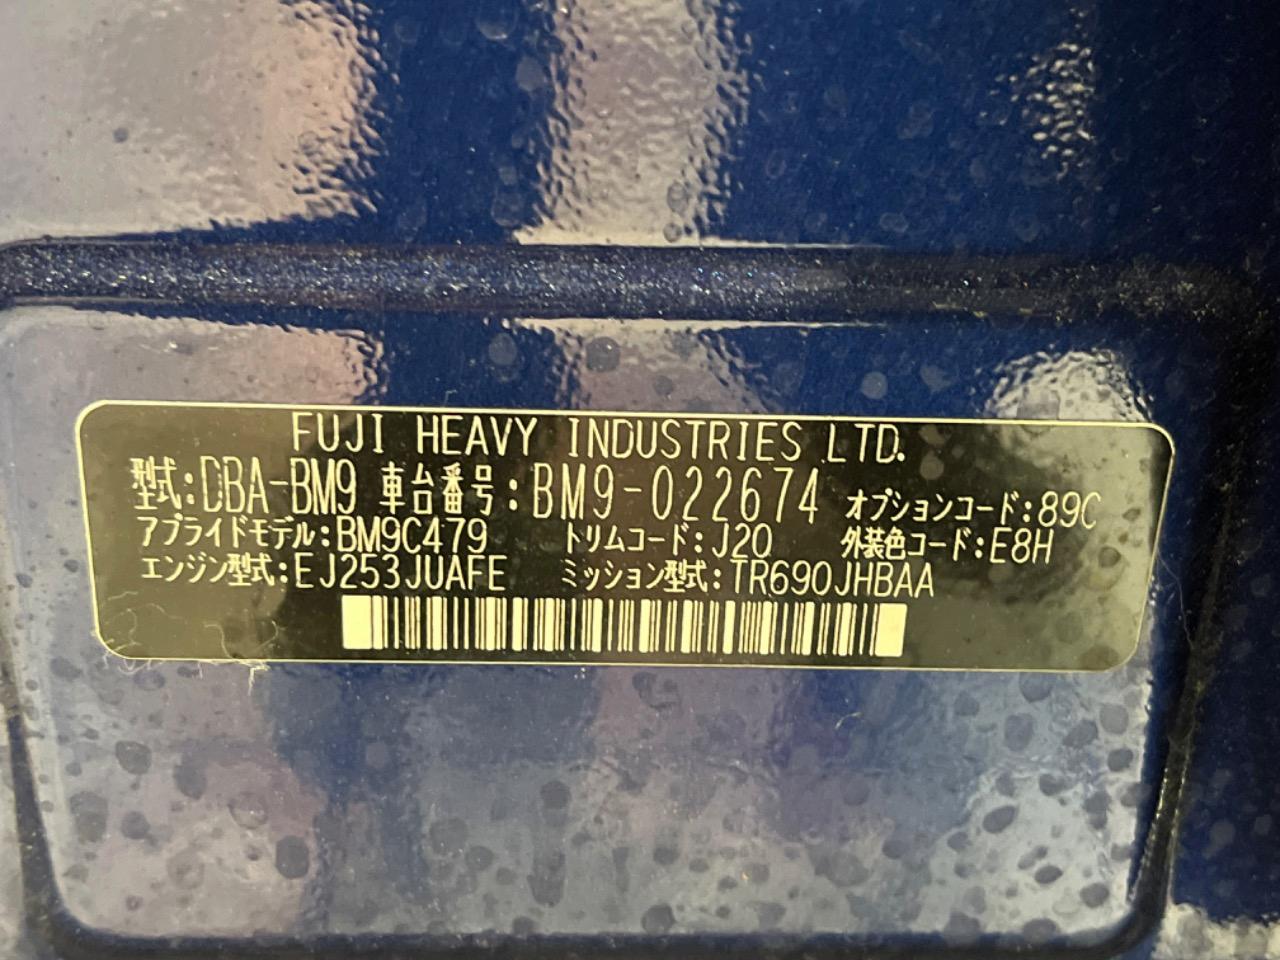 FUJI HEAVY INDUSTRIES LTD.
型式:DBA-BM9 車台番号:BM9-022674 オプションコード:89C
アプライドモデル:BM9C479 トリムコード:J20 外装色コード:E8H
エンジン型式:EJ253JUAFE ミッション型式:TR690JHBAA